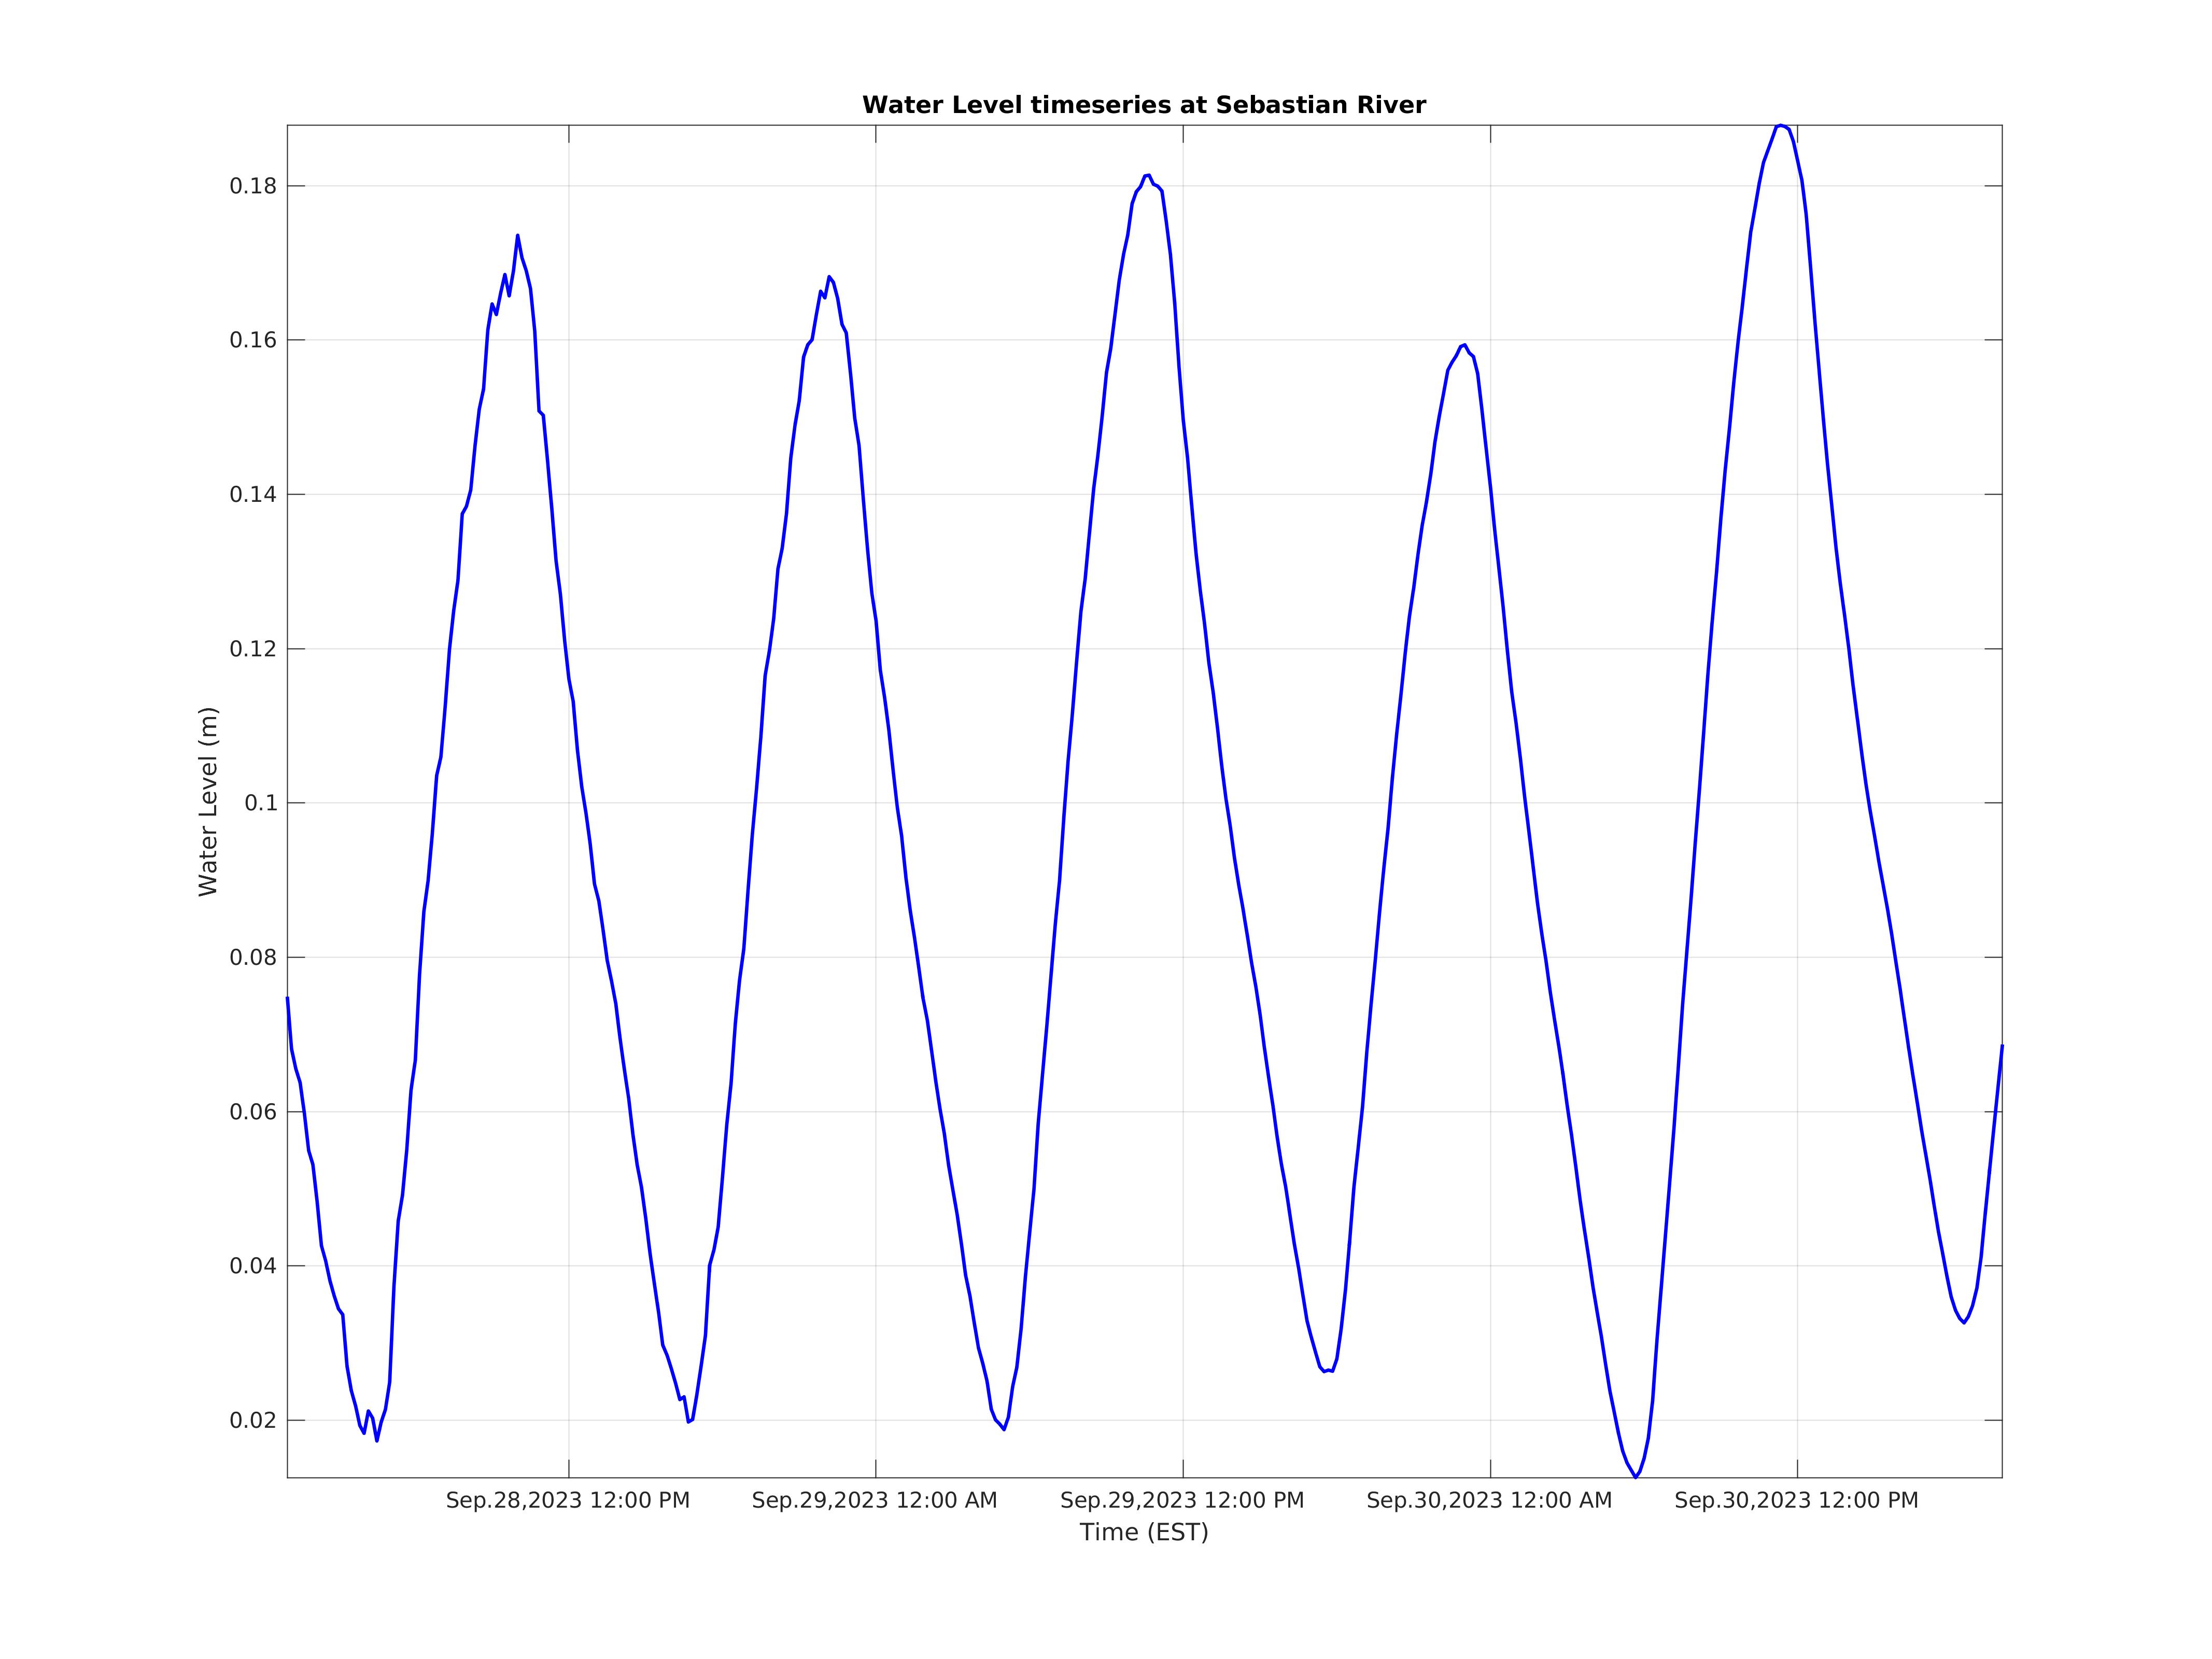 Water Level timeseries at Sebastian River
0.18
0.16
0.14
0.12
0.1
0.08
0.06
0.04
0.02
Water Level (m)
Sep.28,2023 12:00 PM Sep.29,2023 12:00 AM Sep.29,2023 12:00 PM Sep.30,2023 12:00 AM Sep.30,2023 12:00 PM
Time (EST)